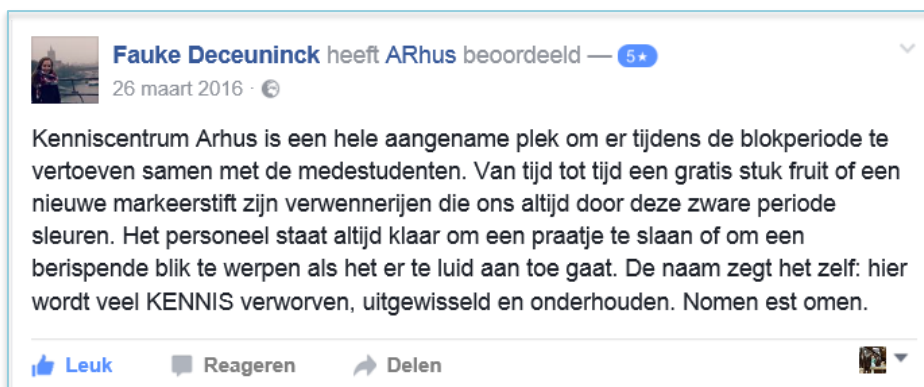 Fauke Deceuninck heeft ARhus beoordeeld — 5★
26 maart 2016 ·
Kenniscentrum Arhus is een hele aangename plek om er tijdens de blokperiode te
vertoeven samen met de medestudenten. Van tijd tot tijd een gratis stuk fruit of een
nieuwe markeerstift zijn verwennerijen die ons altijd door deze zware periode
sleuren. Het personeel staat altijd klaar om een praatje te slaan of om een
berispende blik te werpen als het er te luid aan toe gaat. De naam zegt het zelf: hier
wordt veel KENNIS verworven, uitgewisseld en onderhouden. Nomen est omen.
Leuk Reageren Delen